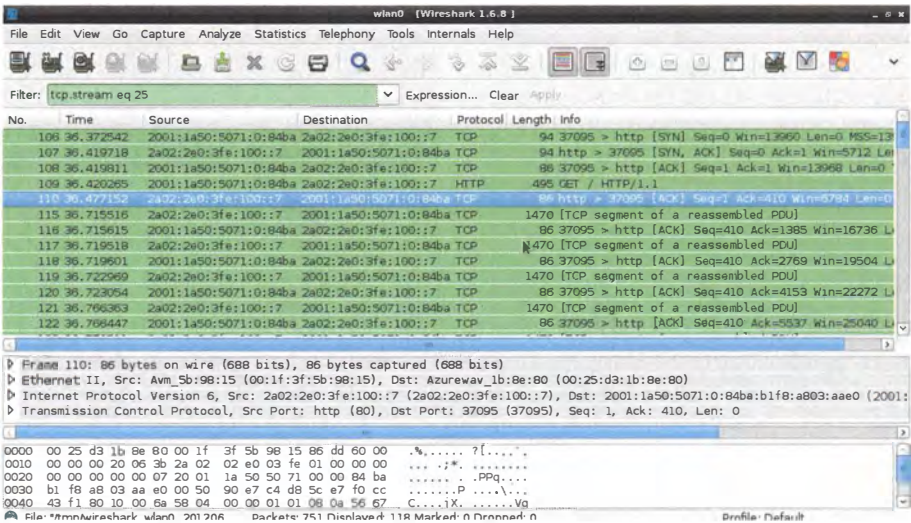 wlan0 [Wireshark 1.6.8 ]
File Edit View Go Capture Analyze Statistics Telephony Tools Internals Help
Filter: tcp.stream eq 25 Expression... Clear Apply
No. Time Source Destination Protocol Length Info
106 36.372542 2001:1a50:5071:0:84ba 2a02:2e0:3fe:100::7 TCP 94 37095 > http [SYN] Seq=0 Win=13960 Len=0 MSS=13
107 36.419718 2a02:2e0:3fe:100::7 2001:1a50:5071:0:84ba TCP 94 http > 37095 [SYN, ACK] Seq=0 Ack=1 Win=5712 Len
108 36.419811 2001:1a50:5071:0:84ba 2a02:2e0:3fe:100::7 TCP 86 37095 > http [ACK] Seq=1 Ack=1 Win=13968 Len=0
109 36.420265 2001:1a50:5071:0:84ba 2a02:2e0:3fe:100::7 HTTP 495 GET / HTTP/1.1
110 36.477152 2a02:2e0:3fe:100::7 2001:1a50:5071:0:84ba TCP 86 http > 37095 [ACK] Seq=1 Ack=410 Win=6784 Len=0
115 36.715516 2a02:2e0:3fe:100::7 2001:1a50:5071:0:84ba TCP 1470 [TCP segment of a reassembled PDU]
116 36.715615 2001:1a50:5071:0:84ba 2a02:2e0:3fe:100::7 TCP 86 37095 > http [ACK] Seq=410 Ack=1385 Win=16736 L
117 36.719518 2a02:2e0:3fe:100::7 2001:1a50:5071:0:84ba TCP 1470 [TCP segment of a reassembled PDU]
118 36.719601 2001:1a50:5071:0:84ba 2a02:2e0:3fe:100::7 TCP 86 37095 > http [ACK] Seq=410 Ack=2769 Win=19504 L
119 36.722969 2a02:2e0:3fe:100::7 2001:1a50:5071:0:84ba TCP 1470 [TCP segment of a reassembled PDU]
120 36.723054 2001:1a50:5071:0:84ba 2a02:2e0:3fe:100::7 TCP 86 37095 > http [ACK] Seq=410 Ack=4153 Win=22272 L
121 36.766363 2a02:2e0:3fe:100::7 2001:1a50:5071:0:84ba TCP 1470 [TCP segment of a reassembled PDU]
122 36.766447 2001:1a50:5071:0:84ba 2a02:2e0:3fe:100::7 TCP 86 37095 > http [ACK] Seq=410 Ack=5537 Win=25040 L
Frame 110: 86 bytes on wire (688 bits), 86 bytes captured (688 bits)
Ethernet II, Src: Avm_5b:98:15 (00:1f:3f:5b:98:15), Dst: Azurewav_1b:8e:80 (00:25:d3:1b:8e:80)
Internet Protocol Version 6, Src: 2a02:2e0:3fe:100::7 (2a02:2e0:3fe:100::7), Dst: 2001:1a50:5071:0:84ba:b1f8:a803:aae0 (2001:
Transmission Control Protocol, Src Port: http (80), Dst Port: 37095 (37095), Seq: 1, Ack: 410, Len: 0
0000 00 25 d3 1b 8e 80 00 1f 3f 5b 98 15 86 dd 60 00 .%...... ?[....`.
0010 00 00 00 20 06 3b 2a 02 02 e0 03 fe 01 00 00 00 ... .;*. ........
0020 00 00 00 00 00 07 20 01 1a 50 50 71 00 00 84 ba ...... . .PPq....
0030 b1 f8 a8 03 aa e0 00 50 90 e7 c4 d8 5c e7 f0 cc .......P ....\...
0040 43 f1 80 10 00 6a 58 04 00 00 01 01 08 0a 56 67 C....jX. ......Vg
File: "/tmp/wireshark_wlan0_201206 Packets: 751 Displayed: 118 Marked: 0 Dropped: 0 Profile: Default